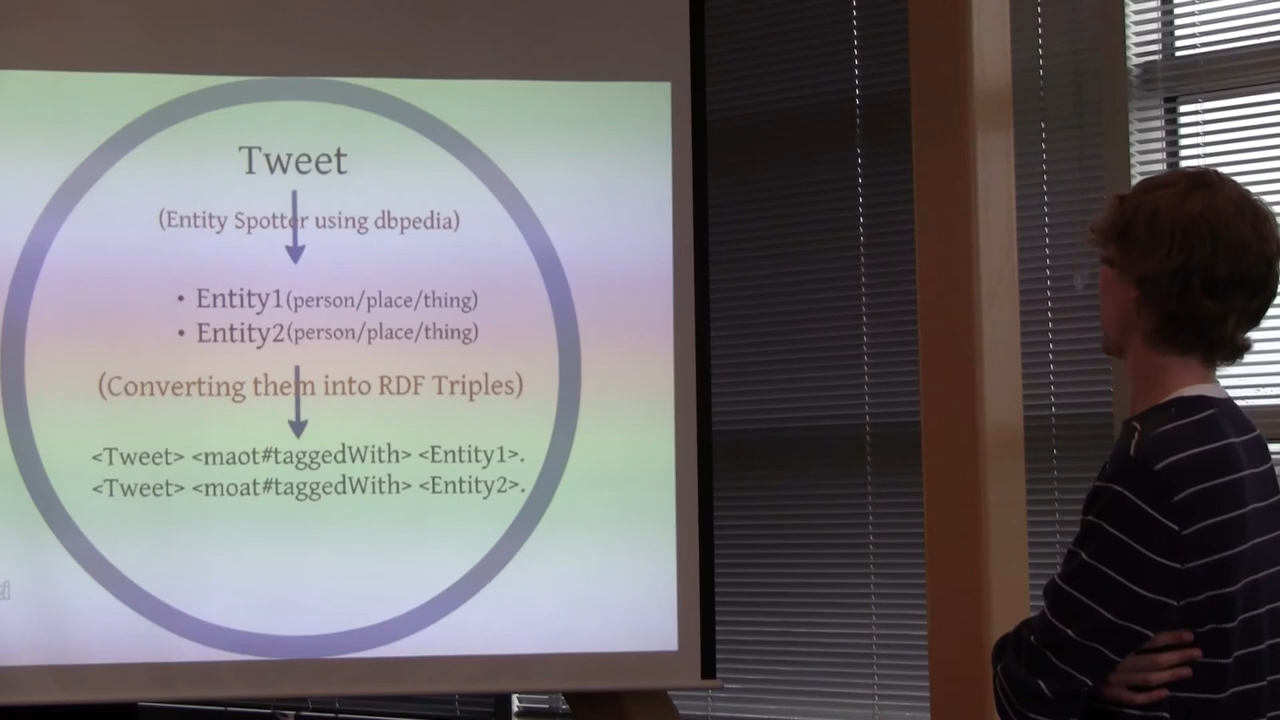 Tweet
(Entity Spotter using dbpedia)
• Entity1(person/place/thing)
• Entity2(person/place/thing)
(Converting them into RDF Triples)
<Tweet> <maot#taggedWith> <Entity1>.
<Tweet> <moat#taggedWith> <Entity2>.